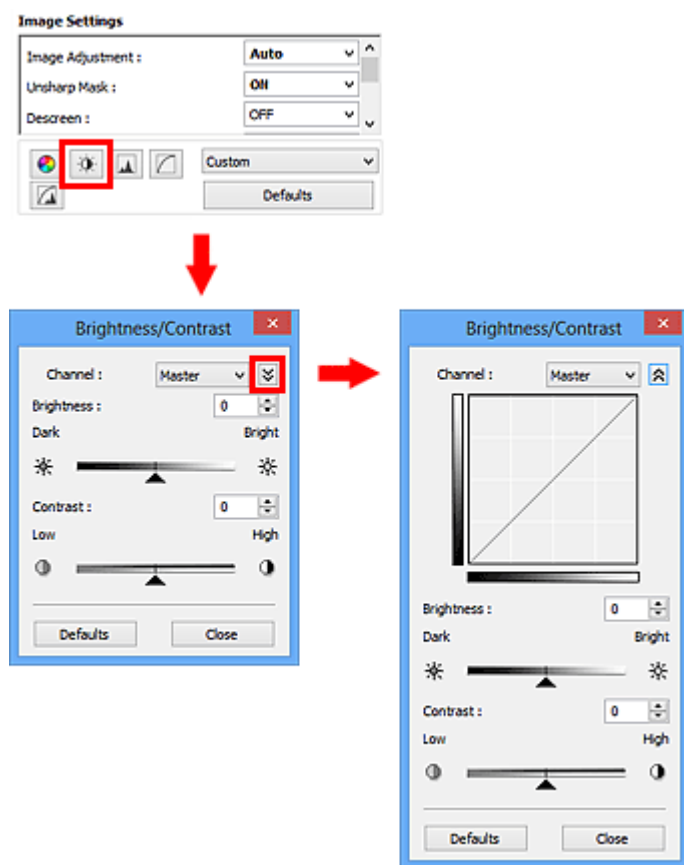 Image Settings
Image Adjustment : Auto
Unsharp Mask : ON
Descreen : OFF
Custom
Defaults
Brightness/Contrast
Channel : Master
Brightness : 0
Dark Bright
Contrast : 0
Low High
Defaults Close
Brightness/Contrast
Channel : Master
Brightness : 0
Dark Bright
Contrast : 0
Low High
Defaults Close